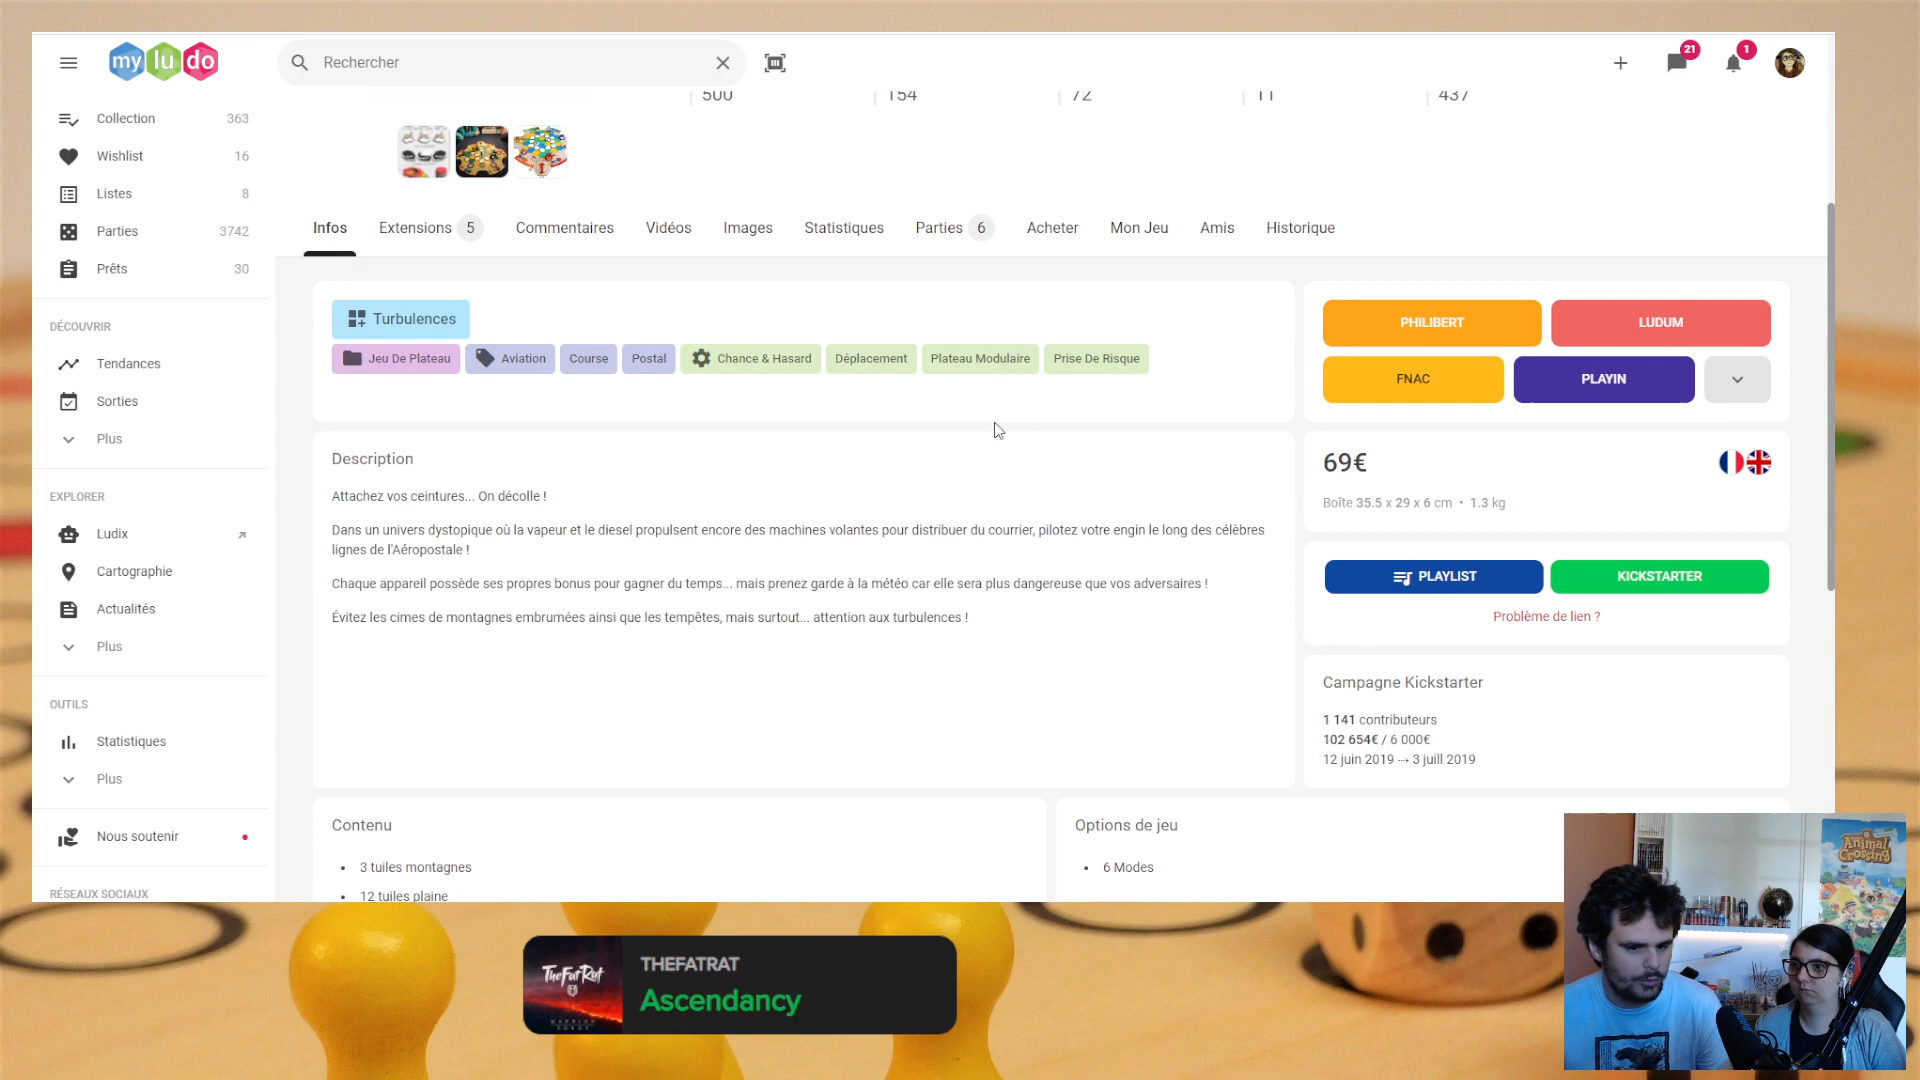 my lu do
Rechercher
21
1
Collection 363
Wishlist 16
Listes 8
Parties 3742
Prêts 30
DÉCOUVRIR
Tendances
Sorties
Plus
EXPLORER
Ludix
Cartographie
Actualités
Plus
OUTILS
Statistiques
Plus
Nous soutenir
RÉSEAUX SOCIAUX
500 154 72 11 437
Infos Extensions 5 Commentaires Vidéos Images Statistiques Parties 6 Acheter Mon Jeu Amis Historique
Turbulences
Jeu De Plateau Aviation Course Postal Chance & Hasard Déplacement Plateau Modulaire Prise De Risque
Description
Attachez vos ceintures... On décolle !
Dans un univers dystopique où la vapeur et le diesel propulsent encore des machines volantes pour distribuer du courrier, pilotez votre engin le long des célèbres
lignes de l'Aéropostale !
Chaque appareil possède ses propres bonus pour gagner du temps... mais prenez garde à la météo car elle sera plus dangereuse que vos adversaires !
Évitez les cimes de montagnes embrumées ainsi que les tempêtes, mais surtout... attention aux turbulences !
PHILIBERT LUDUM
FNAC PLAYIN
69€
Boîte 35.5 x 29 x 6 cm • 1.3 kg
PLAYLIST KICKSTARTER
Problème de lien ?
Campagne Kickstarter
1 141 contributeurs
102 654€ / 6 000€
12 juin 2019 ⤍ 3 juill 2019
Contenu
• 3 tuiles montagnes
• 12 tuiles plaine
Options de jeu
• 6 Modes
TheFatRat
THEFATRAT
Ascendancy
Animal
Crossing